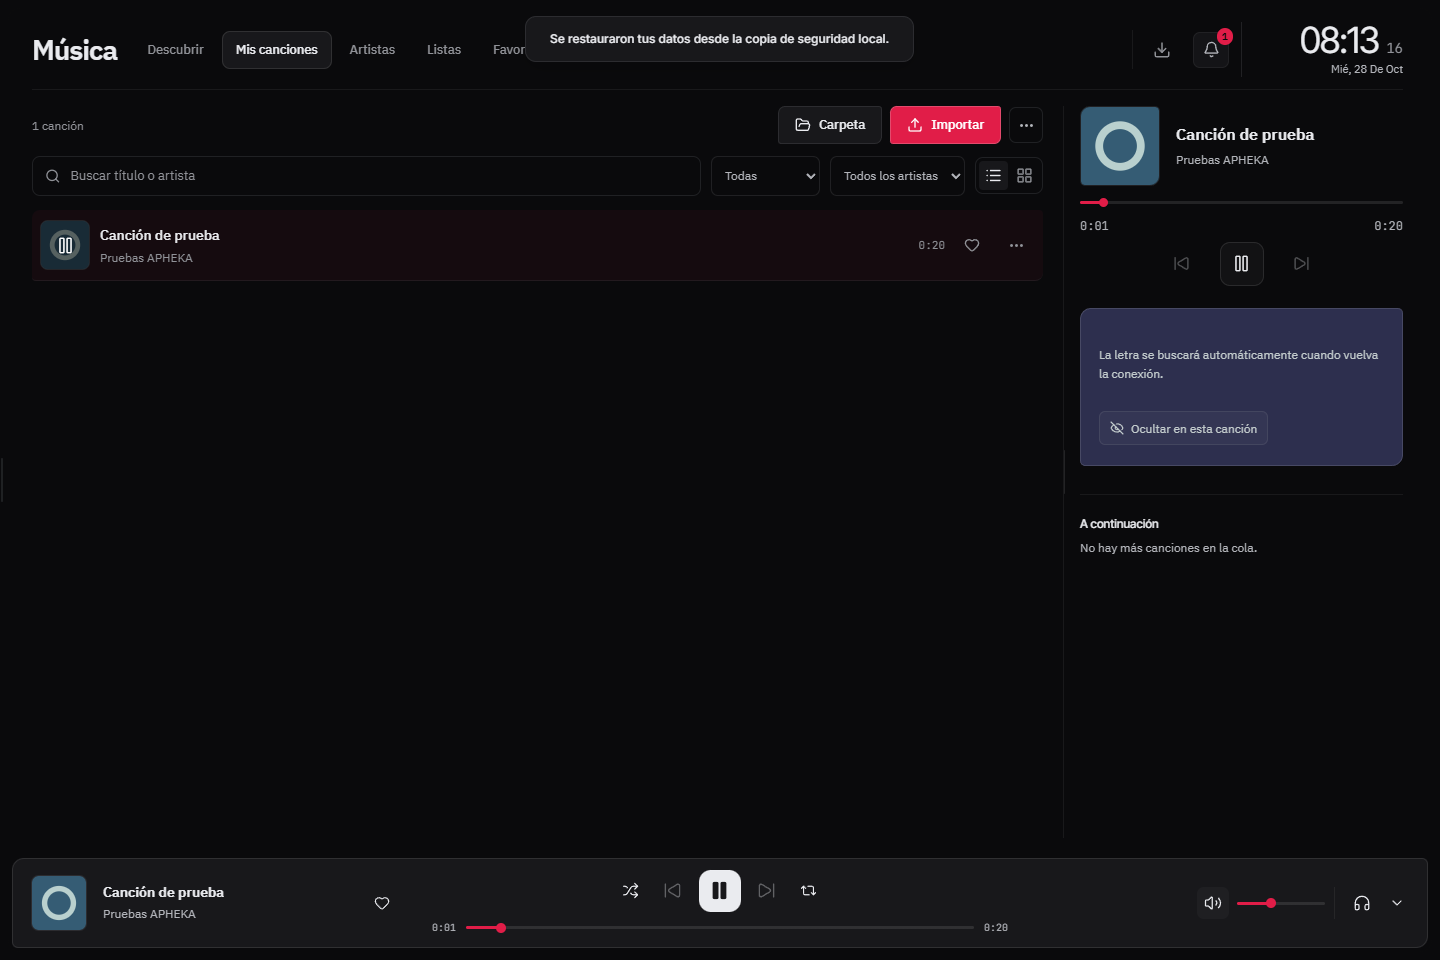 Música
Descubrir
Mis canciones
Artistas
Listas
Favor
Se restauraron tus datos desde la copia de seguridad local.
1
08:13 16
Mié, 28 De Oct
1 canción
Carpeta
Importar
Buscar título o artista
Todas
Todos los artistas
Canción de prueba
Pruebas APHEKA
0:20
Canción de prueba
Pruebas APHEKA
0:01
0:20
La letra se buscará automáticamente cuando vuelva
la conexión.
Ocultar en esta canción
A continuación
No hay más canciones en la cola.
Canción de prueba
Pruebas APHEKA
0:01
0:20